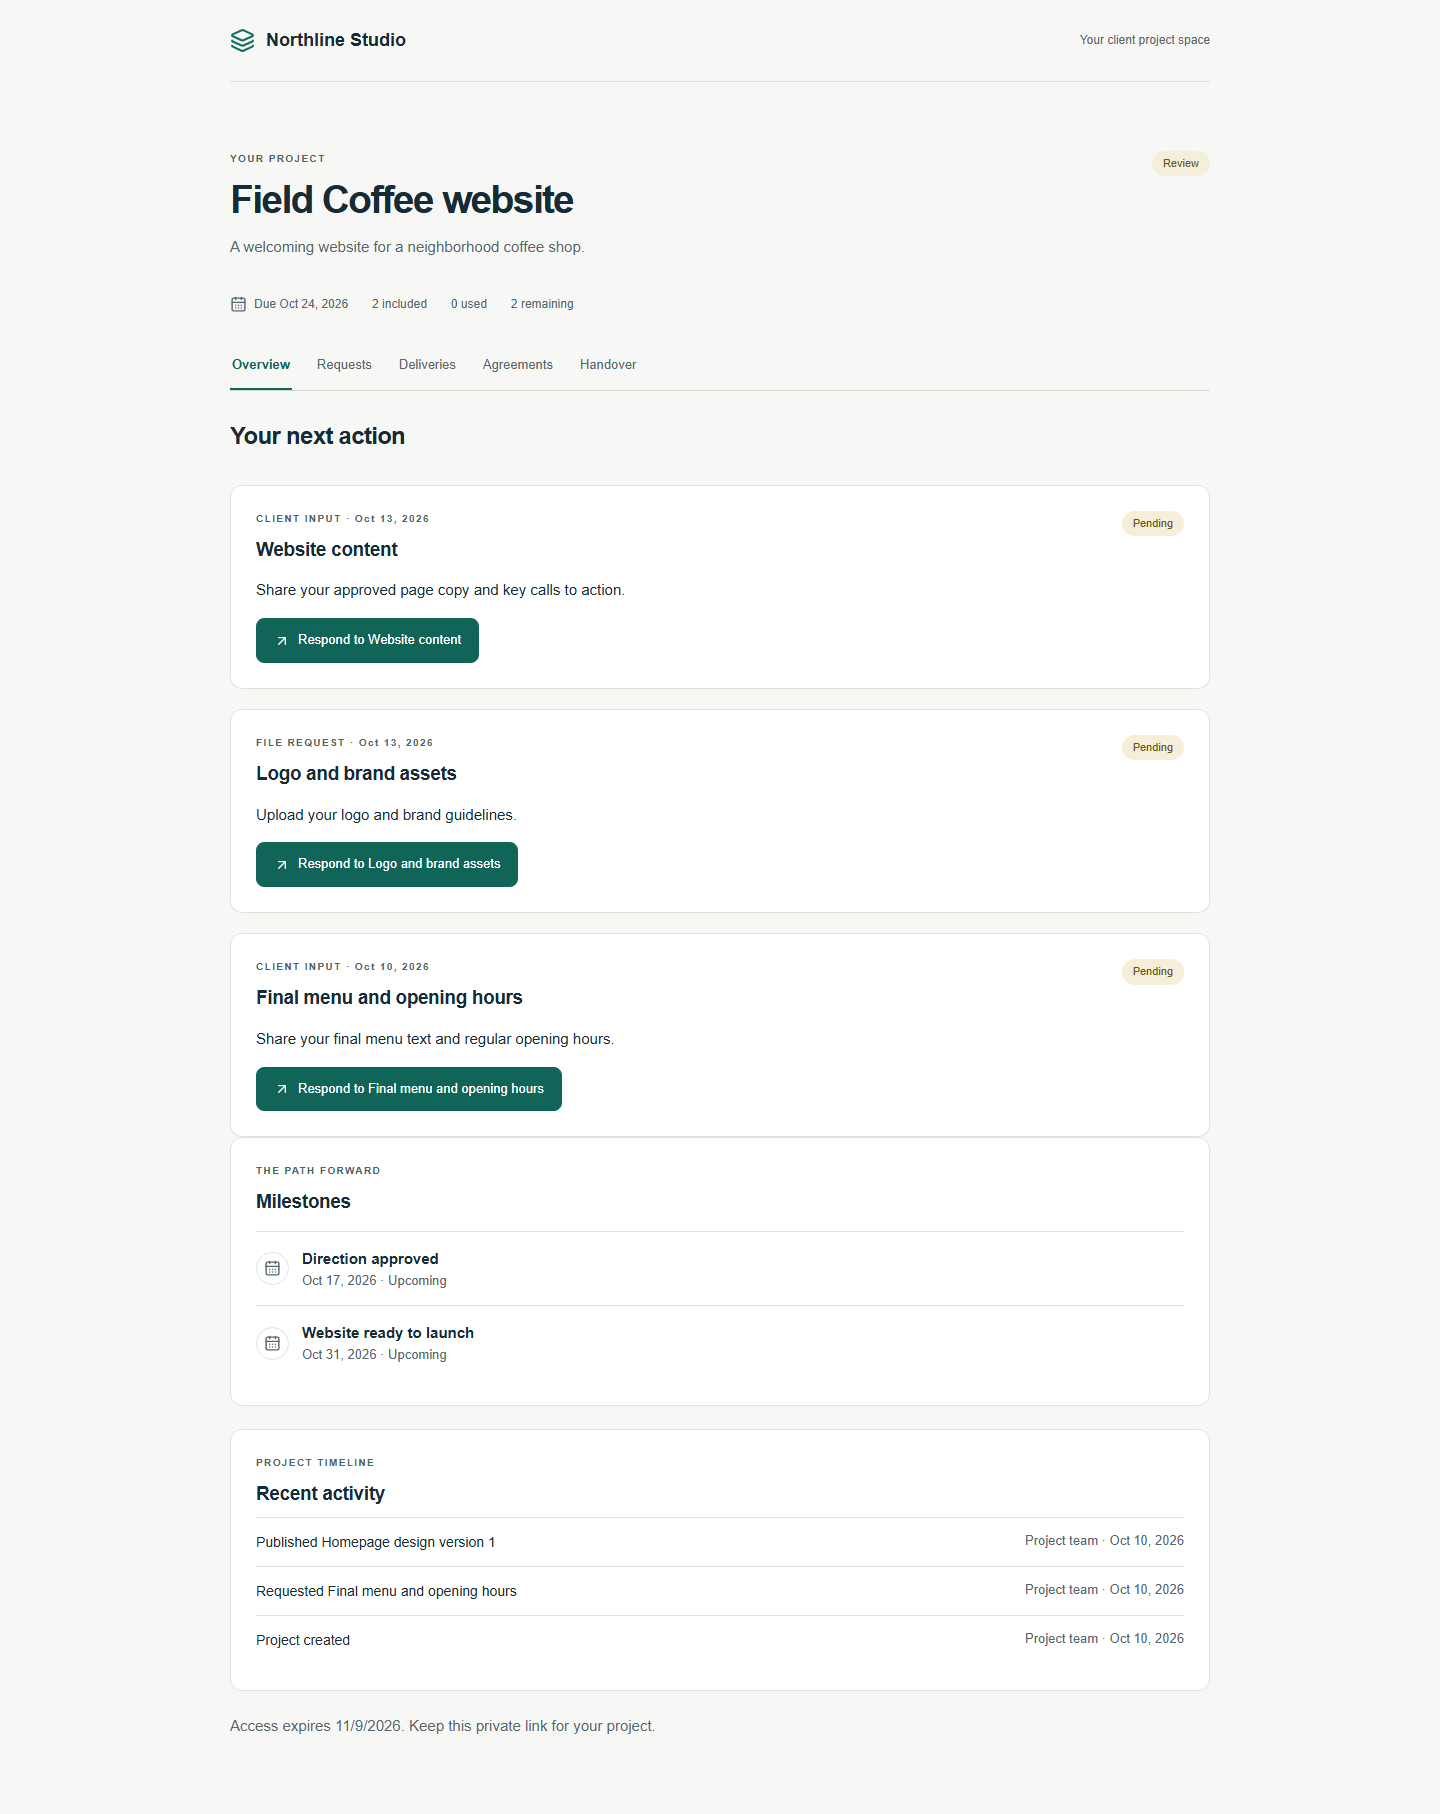 Northline Studio
Your client project space
YOUR PROJECT
Review
Field Coffee website
A welcoming website for a neighborhood coffee shop.
Due Oct 24, 2026 2 included 0 used 2 remaining
Overview Requests Deliveries Agreements Handover
Your next action
CLIENT INPUT · Oct 13, 2026
Pending
Website content
Share your approved page copy and key calls to action.
Respond to Website content
FILE REQUEST · Oct 13, 2026
Pending
Logo and brand assets
Upload your logo and brand guidelines.
Respond to Logo and brand assets
CLIENT INPUT · Oct 10, 2026
Pending
Final menu and opening hours
Share your final menu text and regular opening hours.
Respond to Final menu and opening hours
THE PATH FORWARD
Milestones
Direction approved
Oct 17, 2026 · Upcoming
Website ready to launch
Oct 31, 2026 · Upcoming
PROJECT TIMELINE
Recent activity
Published Homepage design version 1
Project team · Oct 10, 2026
Requested Final menu and opening hours
Project team · Oct 10, 2026
Project created
Project team · Oct 10, 2026
Access expires 11/9/2026. Keep this private link for your project.